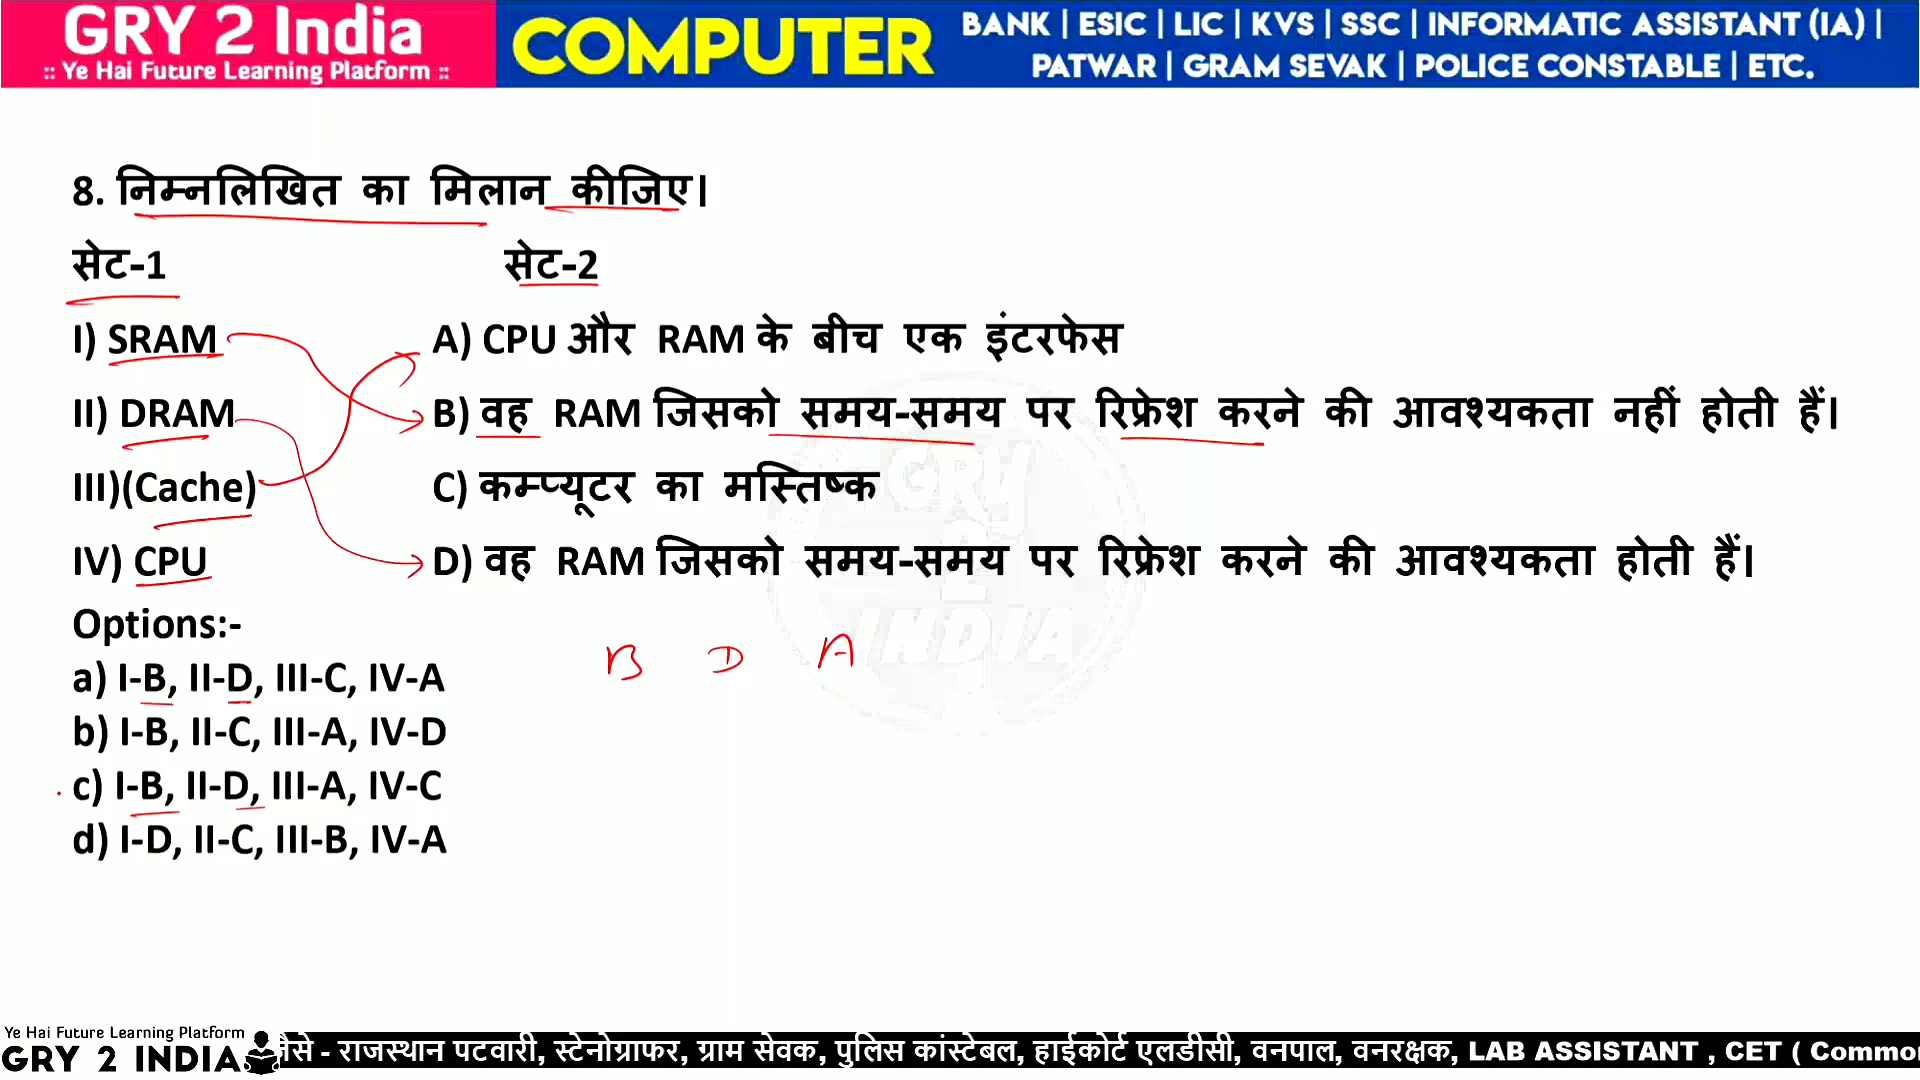 GRY 2 India
:: Ye Hai Future Learning Platform ::
COMPUTER
BANK | ESIC | LIC | KVS | SSC | INFORMATIC ASSISTANT (IA) |
PATWAR | GRAM SEVAK | POLICE CONSTABLE | ETC.
8. निम्नलिखित का मिलान कीजिए।
सेट-1 सेट-2
I) SRAM A) CPU और RAM के बीच एक इंटरफेस
II) DRAM B) वह RAM जिसको समय-समय पर रिफ्रेश करने की आवश्यकता नहीं होती हैं।
III)(Cache) C) कम्प्यूटर का मस्तिष्क
IV) CPU D) वह RAM जिसको समय-समय पर रिफ्रेश करने की आवश्यकता होती हैं।
Options:-
B D A
a) I-B, II-D, III-C, IV-A
b) I-B, II-C, III-A, IV-D
c) I-B, II-D, III-A, IV-C
d) I-D, II-C, III-B, IV-A
GRY
2
INDIA
Ye Hai Future Learning Platform
GRY 2 INDIA
जैसे - राजस्थान पटवारी, स्टेनोग्राफर, ग्राम सेवक, पुलिस कांस्टेबल, हाईकोर्ट एलडीसी, वनपाल, वनरक्षक, LAB ASSISTANT , CET ( Common